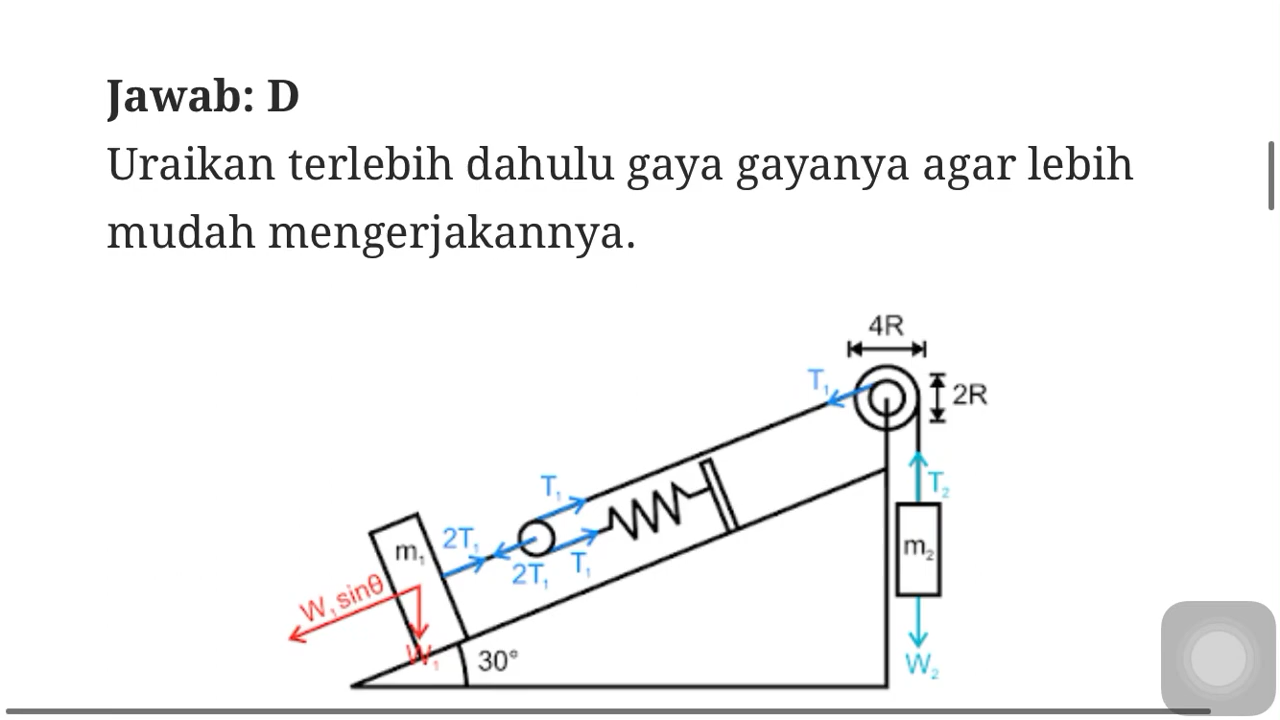 Jawab: D
Uraikan terlebih dahulu gaya gayanya agar lebih
mudah mengerjakannya.
4R
T₁
2R
T₁
T₂
2T₁
m₁
m₂
2T₁ T₁
W₁sinθ
W₁
30°
W₂